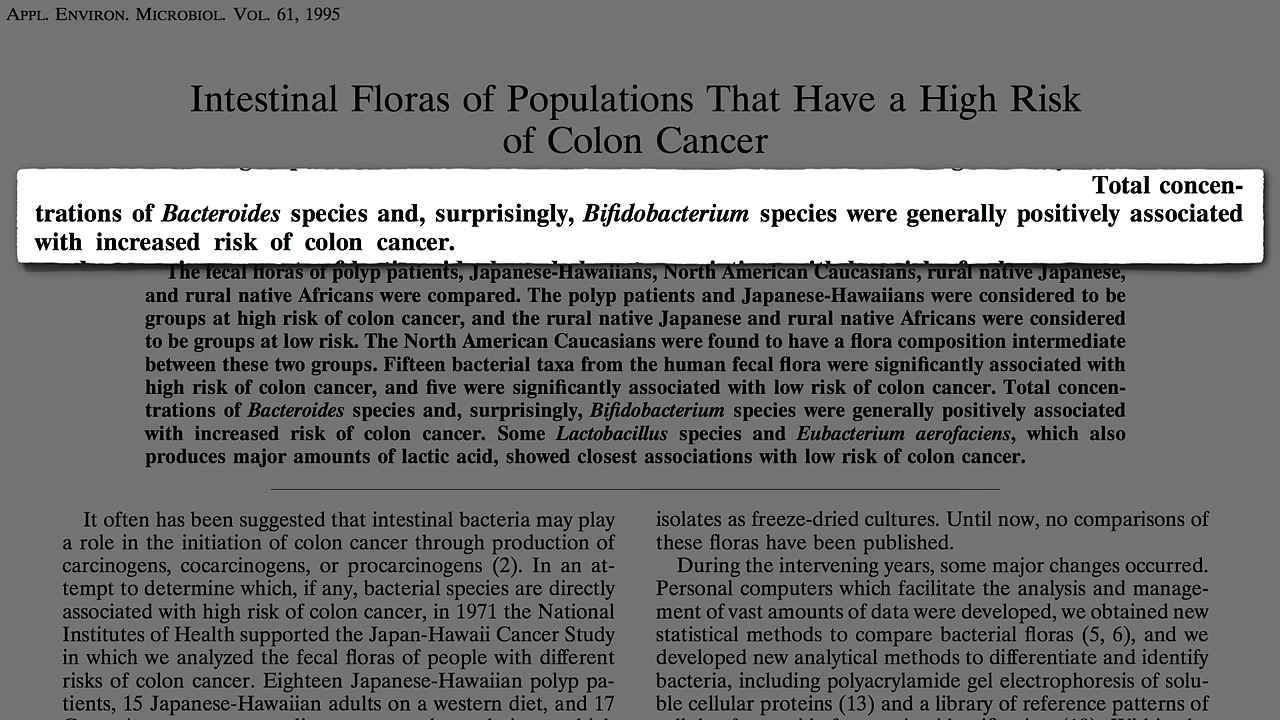 APPL. ENVIRON. MICROBIOL. VOL. 61, 1995
Intestinal Floras of Populations That Have a High Risk
of Colon Cancer
Total concen-
trations of Bacteroides species and, surprisingly, Bifidobacterium species were generally positively associated
with increased risk of colon cancer.
The fecal floras of polyp patients, Japanese-Hawaiians, North American Caucasians, rural native Japanese,
and rural native Africans were compared. The polyp patients and Japanese-Hawaiians were considered to be
groups at high risk of colon cancer, and the rural native Japanese and rural native Africans were considered
to be groups at low risk. The North American Caucasians were found to have a flora composition intermediate
between these two groups. Fifteen bacterial taxa from the human fecal flora were significantly associated with
high risk of colon cancer, and five were significantly associated with low risk of colon cancer. Total concen-
trations of Bacteroides species and, surprisingly, Bifidobacterium species were generally positively associated
with increased risk of colon cancer. Some Lactobacillus species and Eubacterium aerofaciens, which also
produces major amounts of lactic acid, showed closest associations with low risk of colon cancer.
It often has been suggested that intestinal bacteria may play
a role in the initiation of colon cancer through production of
carcinogens, cocarcinogens, or procarcinogens (2). In an at-
tempt to determine which, if any, bacterial species are directly
associated with high risk of colon cancer, in 1971 the National
Institutes of Health supported the Japan-Hawaii Cancer Study
in which we analyzed the fecal floras of people with different
risks of colon cancer. Eighteen Japanese-Hawaiian polyp pa-
tients, 15 Japanese-Hawaiian adults on a western diet, and 17
isolates as freeze-dried cultures. Until now, no comparisons of
these floras have been published.
During the intervening years, some major changes occurred.
Personal computers which facilitate the analysis and manage-
ment of vast amounts of data were developed, we obtained new
statistical methods to compare bacterial floras (5, 6), and we
developed new analytical methods to differentiate and identify
bacteria, including polyacrylamide gel electrophoresis of solu-
ble cellular proteins (13) and a library of reference patterns of